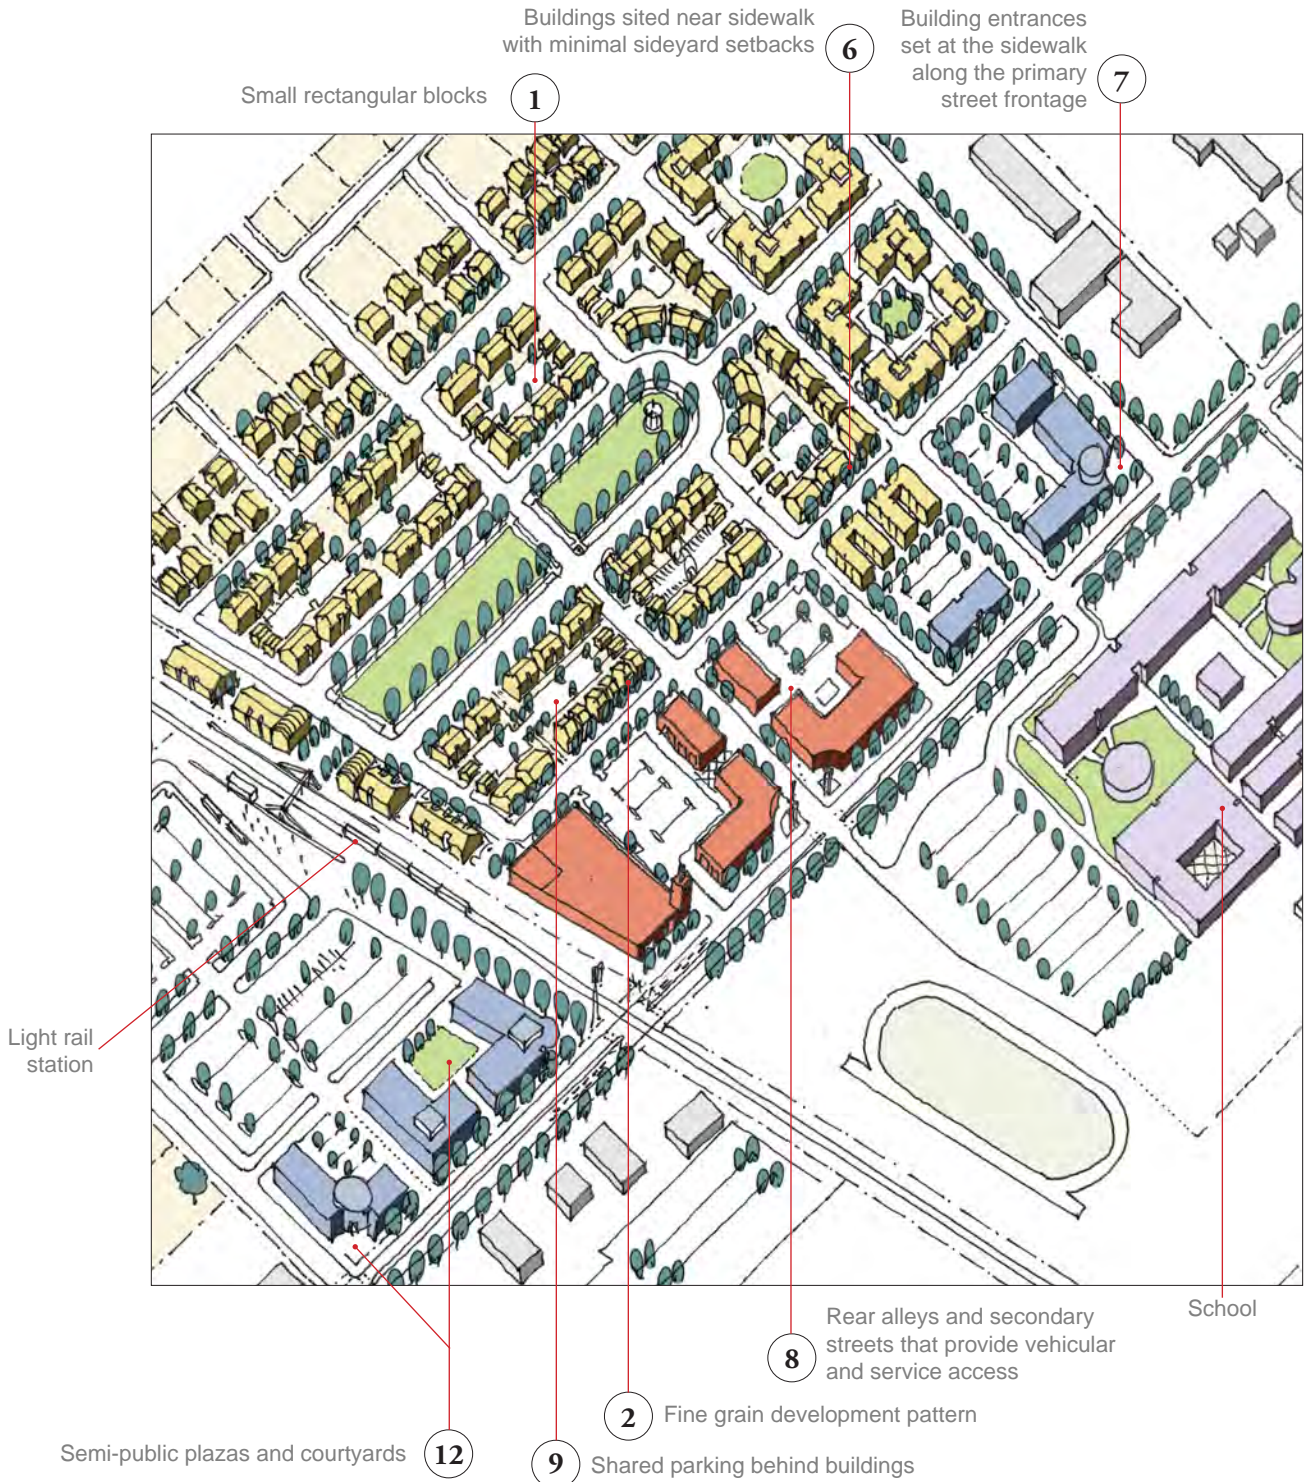 Buildings sited near sidewalk
with minimal sideyard setbacks
6
Building entrances
set at the sidewalk
along the primary
street frontage
7
Small rectangular blocks
1
Light rail
station
School
Rear alleys and secondary
streets that provide vehicular
and service access
8
2
Fine grain development pattern
Semi-public plazas and courtyards
12
9
Shared parking behind buildings